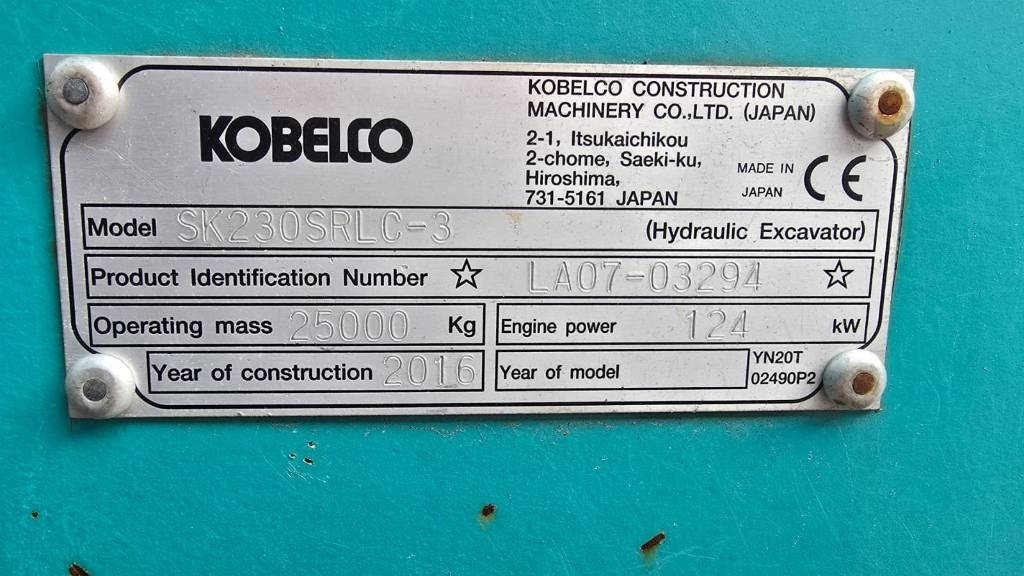 KOBELCO
KOBELCO CONSTRUCTION
MACHINERY CO.,LTD. (JAPAN)
2-1, Itsukaichikou
2-chome, Saeki-ku,
Hiroshima,
731-5161 JAPAN
MADE IN
JAPAN
CE
Model SK230SRLC-3 (Hydraulic Excavator)
Product Identification Number ☆ LA07-03294 ☆
Operating mass 25000 Kg
Engine power 124 kW
Year of construction 2016
Year of model
YN20T
02490P2